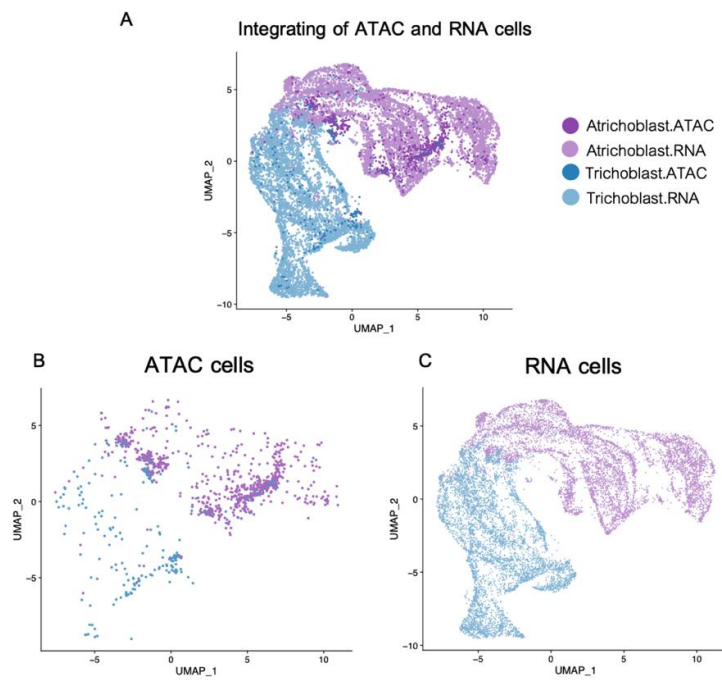 A
Integrating of ATAC and RNA cells
5
0
−5
−10
UMAP_2
−5
0
5
10
UMAP_1
Atrichoblast.ATAC
Atrichoblast.RNA
Trichoblast.ATAC
Trichoblast.RNA
B
ATAC cells
5
0
−5
UMAP_2
−5
0
5
10
UMAP_1
C
RNA cells
5
0
−5
−10
UMAP_2
−5
0
5
10
UMAP_1